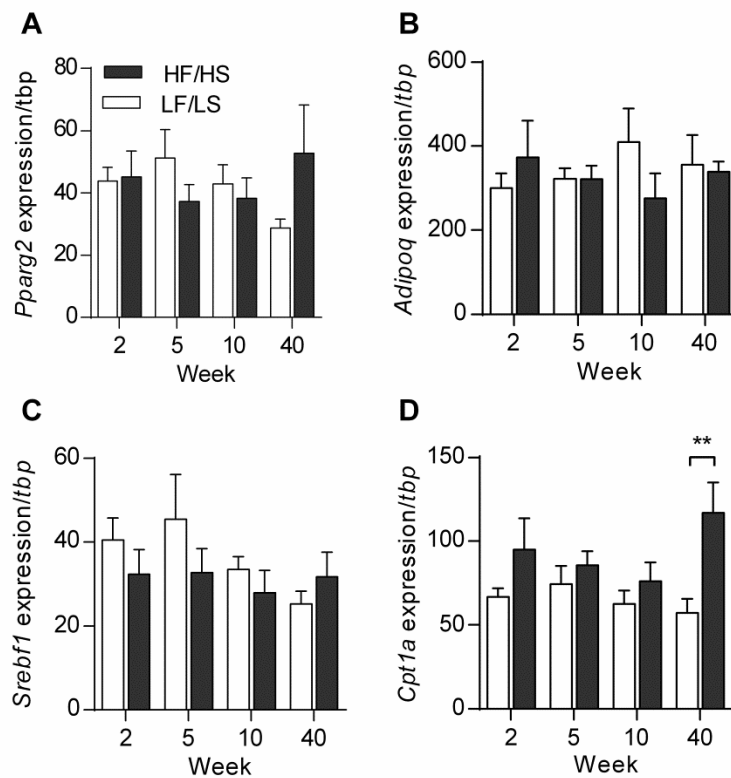 A
Pparg2 expression/tbp
80
60
40
20
0
HF/HS
LF/LS
2 5 10 40
Week
B
Adipoq expression/tbp
600
400
200
0
2 5 10 40
Week
C
Srebf1 expression/tbp
60
40
20
0
2 5 10 40
Week
D
Cpt1a expression/tbp
150
100
50
0
**
2 5 10 40
Week